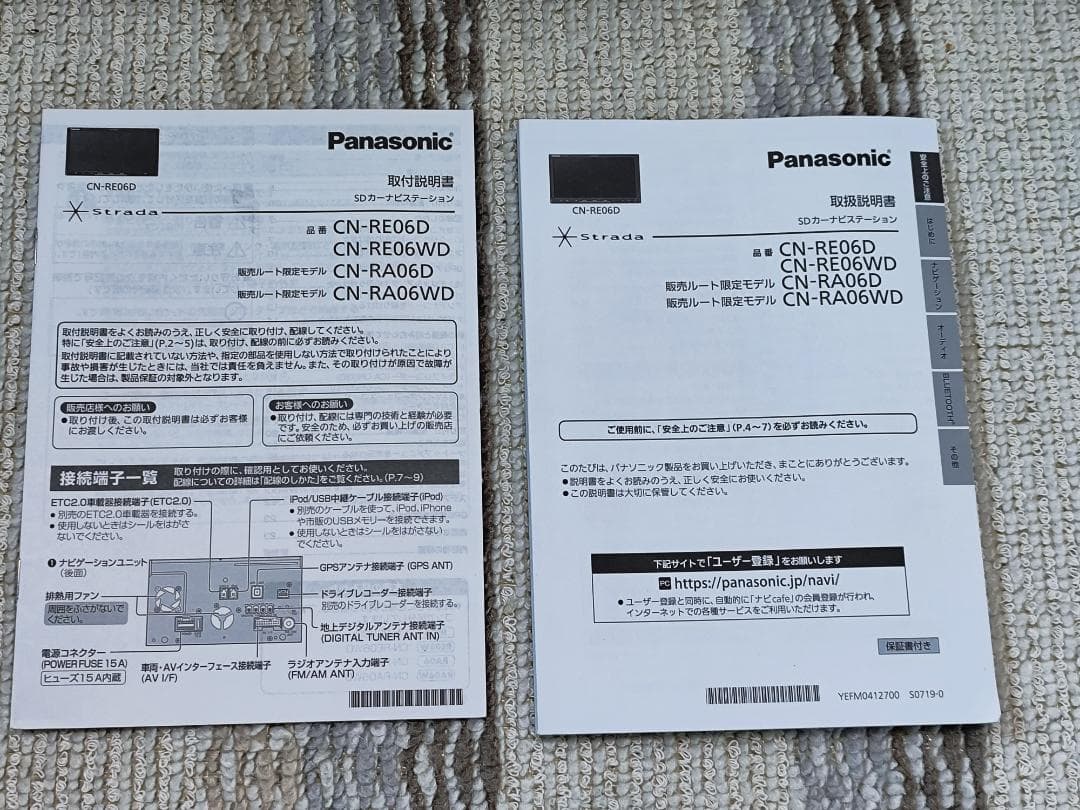 Panasonic
CN-RE06D
取付説明書
SDカーナビステーション
Strada
品番 CN-RE06D
CN-RE06WD
販売ルート限定モデル CN-RA06D
販売ルート限定モデル CN-RA06WD
取付説明書をよくお読みのうえ、正しく安全に取り付け、配線してください。
特に「安全上のご注意」(P.2～5)は、取り付け、配線の前に必ずお読みください。
取付説明書に記載されていない方法や、指定の部品を使用しない方法で取り付けられたことにより
事故や損害が生じたときには、当社では責任を負えません。また、その取り付けが原因で故障が
生じた場合は、製品保証の対象外となります。
販売店様へのお願い
●取り付け後、この取付説明書は必ずお客様
にお渡しください。
お客様へのお願い
●取り付け、配線には専門の技術と経験が必要
です。安全のため、必ずお買い上げの販売店
にご依頼ください。
接続端子一覧
取り付けの際に、確認用としてお使いください。
配線についての詳細は「配線のしかた」をご覧ください。(P.7～9)
ETC2.0車載器接続端子(ETC2.0)
●別売のETC2.0車載器を接続する。
●使用しないときはシールをはがさ
ないでください。
iPod/USB中継ケーブル接続端子(iPod)
●別売のケーブルを使って、iPod、iPhone
や市販のUSBメモリーを接続できます。
●使用しないときはシールをはがさない
でください。
❶ナビゲーションユニット
(後面)
GPSアンテナ接続端子(GPS ANT)
排熱用ファン
周囲をふさがないで
ください。
ドライブレコーダー接続端子
別売のドライブレコーダーを接続する。
地上デジタルアンテナ接続端子
(DIGITAL TUNER ANT IN)
電源コネクター
(POWER FUSE 15A)
ヒューズ15A内蔵
車両・AVインターフェース接続端子
(AV I/F)
ラジオアンテナ入力端子
(FM/AM ANT)
Panasonic
CN-RE06D
取扱説明書
SDカーナビステーション
Strada
品番 CN-RE06D
CN-RE06WD
販売ルート限定モデル CN-RA06D
販売ルート限定モデル CN-RA06WD
安全上のご注意
はじめに
ナビゲーション
オーディオ
BLUETOOTH
その他
ご使用前に、「安全上のご注意」(P.4～7)を必ずお読みください。
このたびは、パナソニック製品をお買い上げいただき、まことにありがとうございます。
●説明書をよくお読みのうえ、正しく安全にお使いください。
●この説明書は大切に保管してください。
下記サイトで「ユーザー登録」をお願いします
PC https://panasonic.jp/navi/
●ユーザー登録と同時に、自動的に「ナビcafe」の会員登録が行われ、
インターネットでの各種サービスをご利用いただけます。
保証書付き
YEFM0412700 S0719-0